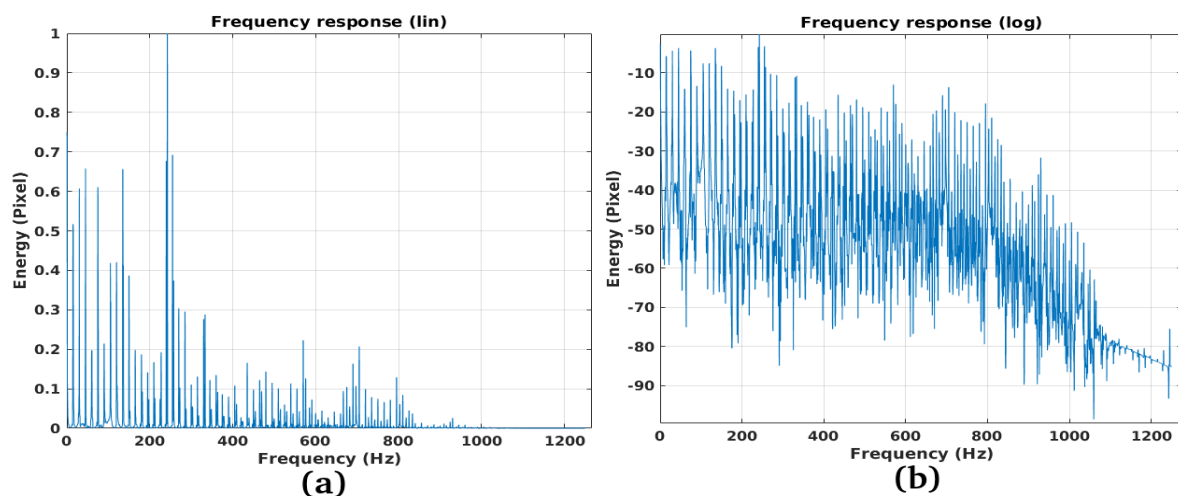 Frequency response (lin)
1
0.9
0.8
0.7
0.6
0.5
0.4
0.3
0.2
0.1
0
Energy (Pixel)
0 200 400 600 800 1000 1200
Frequency (Hz)
(a)
Frequency response (log)
-10
-20
-30
-40
-50
-60
-70
-80
-90
Energy (Pixel)
0 200 400 600 800 1000 1200
Frequency (Hz)
(b)